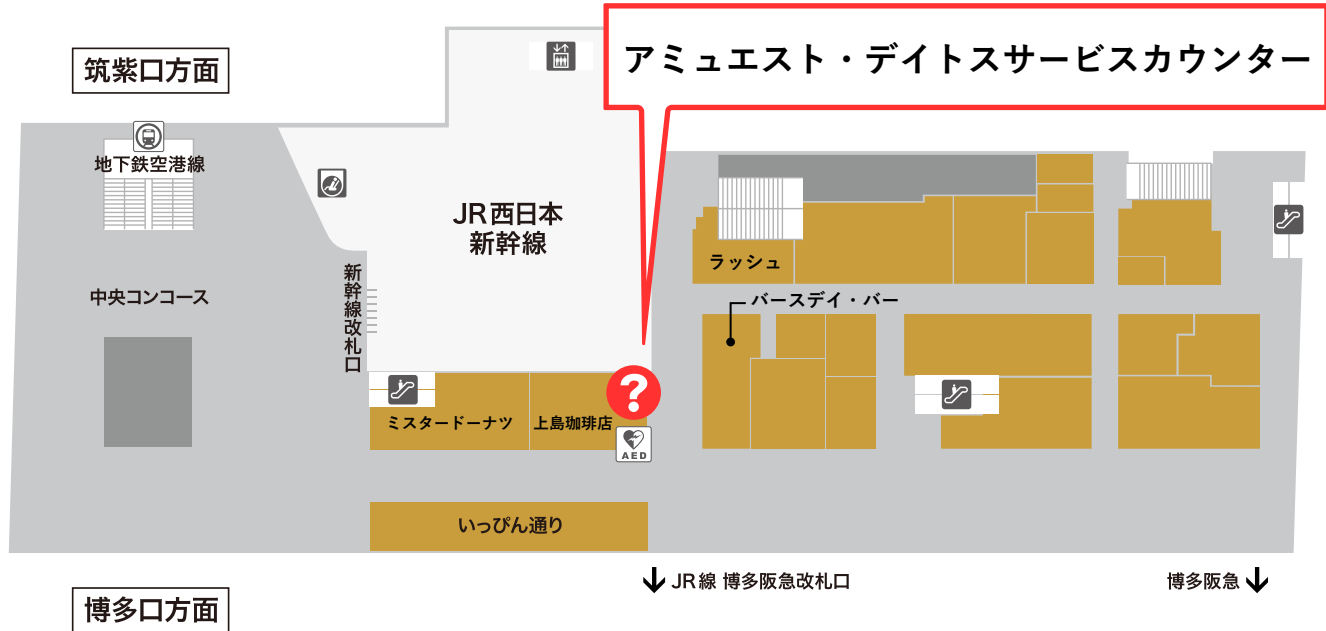 アミュエスト・デイトスサービスカウンター
筑紫口方面
地下鉄空港線
JR西日本
新幹線
ラッシュ
中央コンコース
新幹線改札口
バースデイ・バー
?
ミスタードーナツ
上島珈琲店
AED
いっぴん通り
JR線 博多阪急改札口
博多阪急
博多口方面